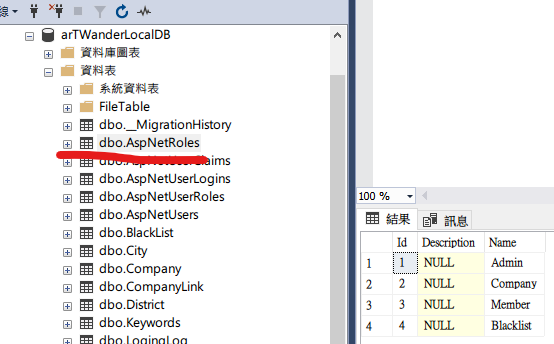 線
arTWanderLocalDB
資料庫圖表
資料表
系統資料表
FileTable
dbo.__MigrationHistory
dbo.AspNetRoles
dbo.AspNetUserClaims
dbo.AspNetUserLogins
dbo.AspNetUserRoles
dbo.AspNetUsers
dbo.BlackList
dbo.City
dbo.Company
dbo.CompanyLink
dbo.District
dbo.Keywords
dbo.LogingLog
100 %
結果 訊息
Id Description Name
1 1 NULL Admin
2 2 NULL Company
3 3 NULL Member
4 4 NULL Blacklist